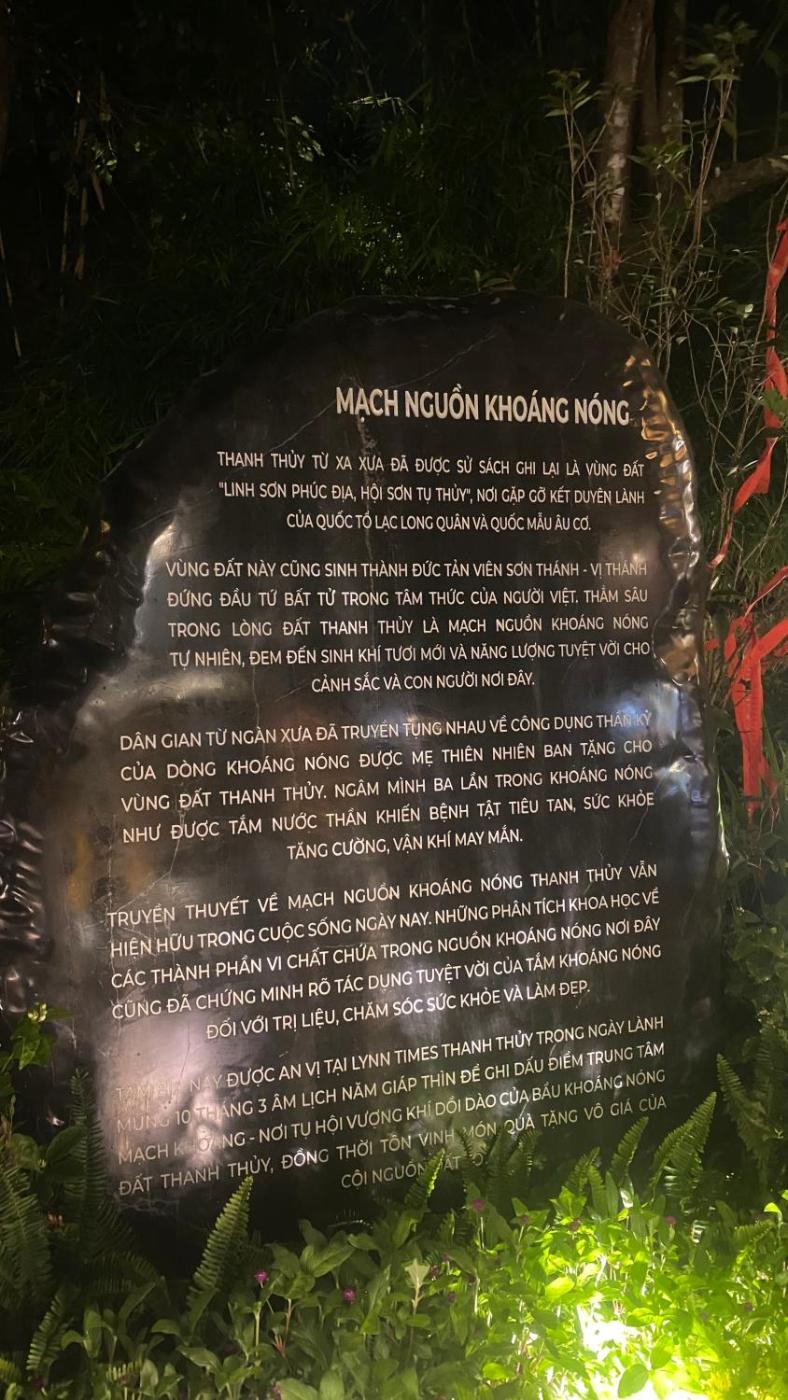 MẠCH NGUỒN KHOÁNG NÓNG
THANH THỦY TỪ XA XƯA ĐÃ ĐƯỢC SỬ SÁCH GHI LẠI LÀ VÙNG ĐẤT
"LINH SƠN PHÚC ĐỊA, HỘI SƠN TỤ THỦY", NƠI GẶP GỠ KẾT DUYÊN LÀNH
CỦA QUỐC TỔ LẠC LONG QUÂN VÀ QUỐC MẪU ÂU CƠ.
VÙNG ĐẤT NÀY CŨNG SINH THÀNH ĐỨC TẢN VIÊN SƠN THÁNH - VỊ THÁNH
ĐỨNG ĐẦU TỨ BẤT TỬ TRONG TÂM THỨC CỦA NGƯỜI VIỆT. THẲM SÂU
TRONG LÒNG ĐẤT THANH THỦY LÀ MẠCH NGUỒN KHOÁNG NÓNG
TỰ NHIÊN, ĐEM ĐẾN SINH KHÍ TƯƠI MỚI VÀ NĂNG LƯỢNG TUYỆT VỜI CHO
CẢNH SẮC VÀ CON NGƯỜI NƠI ĐÂY.
DÂN GIAN TỪ NGÀN XƯA ĐÃ TRUYỀN TỤNG NHAU VỀ CÔNG DỤNG THẦN KỲ
CỦA DÒNG KHOÁNG NÓNG ĐƯỢC MẸ THIÊN NHIÊN BAN TẶNG CHO
VÙNG ĐẤT THANH THỦY. NGÂM MÌNH BA LẦN TRONG KHOÁNG NÓNG
NHƯ ĐƯỢC TẮM NƯỚC THẦN KHIẾN BỆNH TẬT TIÊU TAN, SỨC KHỎE
TĂNG CƯỜNG, VẬN KHÍ MAY MẮN.
TRUYỀN THUYẾT VỀ MẠCH NGUỒN KHOÁNG NÓNG THANH THỦY VẪN
HIỆN HỮU TRONG CUỘC SỐNG NGÀY NAY. NHỮNG PHÂN TÍCH KHOA HỌC VỀ
CÁC THÀNH PHẦN VI CHẤT CHỨA TRONG NGUỒN KHOÁNG NÓNG NƠI ĐÂY
CŨNG ĐÃ CHỨNG MINH RÕ TÁC DỤNG TUYỆT VỜI CỦA TẮM KHOÁNG NÓNG
ĐỐI VỚI TRỊ LIỆU, CHĂM SÓC SỨC KHỎE VÀ LÀM ĐẸP.
NAY ĐƯỢC AN VỊ TẠI LYNN TIMES THANH THỦY TRONG NGÀY LÀNH
MÙNG 10 THÁNG 3 ÂM LỊCH NĂM GIÁP THÌN ĐỂ GHI DẤU ĐIỂM TRUNG TÂM
MẠCH KHOÁNG - NƠI TỤ HỘI VƯỢNG KHÍ DỒI DÀO CỦA BẦU KHOÁNG NÓNG
ĐẤT THANH THỦY, ĐỒNG THỜI TÔN VINH MÓN QUÀ TẶNG VÔ GIÁ CỦA
CỘI NGUỒN ĐẤT